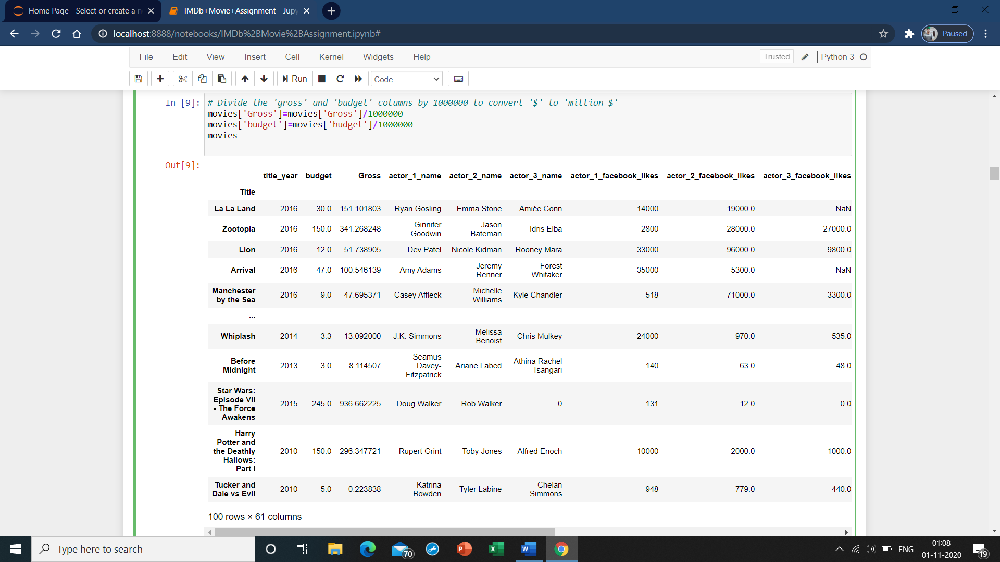 Home Page - Select or create a n
IMDb+Movie+Assignment - Jupy
localhost:8888/notebooks/IMDb%2BMovie%2BAssignment.ipynb#
Paused
File Edit View Insert Cell Kernel Widgets Help
Trusted Python 3
Run Code
In [9]: # Divide the 'gross' and 'budget' columns by 1000000 to convert '$' to 'million $'
movies['Gross']=movies['Gross']/1000000
movies['budget']=movies['budget']/1000000
movies
Out[9]:
title_year budget Gross actor_1_name actor_2_name actor_3_name actor_1_facebook_likes actor_2_facebook_likes actor_3_facebook_likes
Title
La La Land 2016 30.0 151.101803 Ryan Gosling Emma Stone Amiée Conn 14000 19000.0 NaN
Zootopia 2016 150.0 341.268248 Ginnifer Goodwin Jason Bateman Idris Elba 2800 28000.0 27000.0
Lion 2016 12.0 51.738905 Dev Patel Nicole Kidman Rooney Mara 33000 96000.0 9800.0
Arrival 2016 47.0 100.546139 Amy Adams Jeremy Renner Forest Whitaker 35000 5300.0 NaN
Manchester by the Sea 2016 9.0 47.695371 Casey Affleck Michelle Williams Kyle Chandler 518 71000.0 3300.0
... ... ... ... ... ... ... ... ... ...
Whiplash 2014 3.3 13.092000 J.K. Simmons Melissa Benoist Chris Mulkey 24000 970.0 535.0
Before Midnight 2013 3.0 8.114507 Seamus Davey-Fitzpatrick Ariane Labed Athina Rachel Tsangari 140 63.0 48.0
Star Wars: Episode VII - The Force Awakens 2015 245.0 936.662225 Doug Walker Rob Walker 0 131 12.0 0.0
Harry Potter and the Deathly Hallows: Part I 2010 150.0 296.347721 Rupert Grint Toby Jones Alfred Enoch 10000 2000.0 1000.0
Tucker and Dale vs Evil 2010 5.0 0.223838 Katrina Bowden Tyler Labine Chelan Simmons 948 779.0 440.0
100 rows × 61 columns
Type here to search
70
ENG
01:08
01-11-2020
19